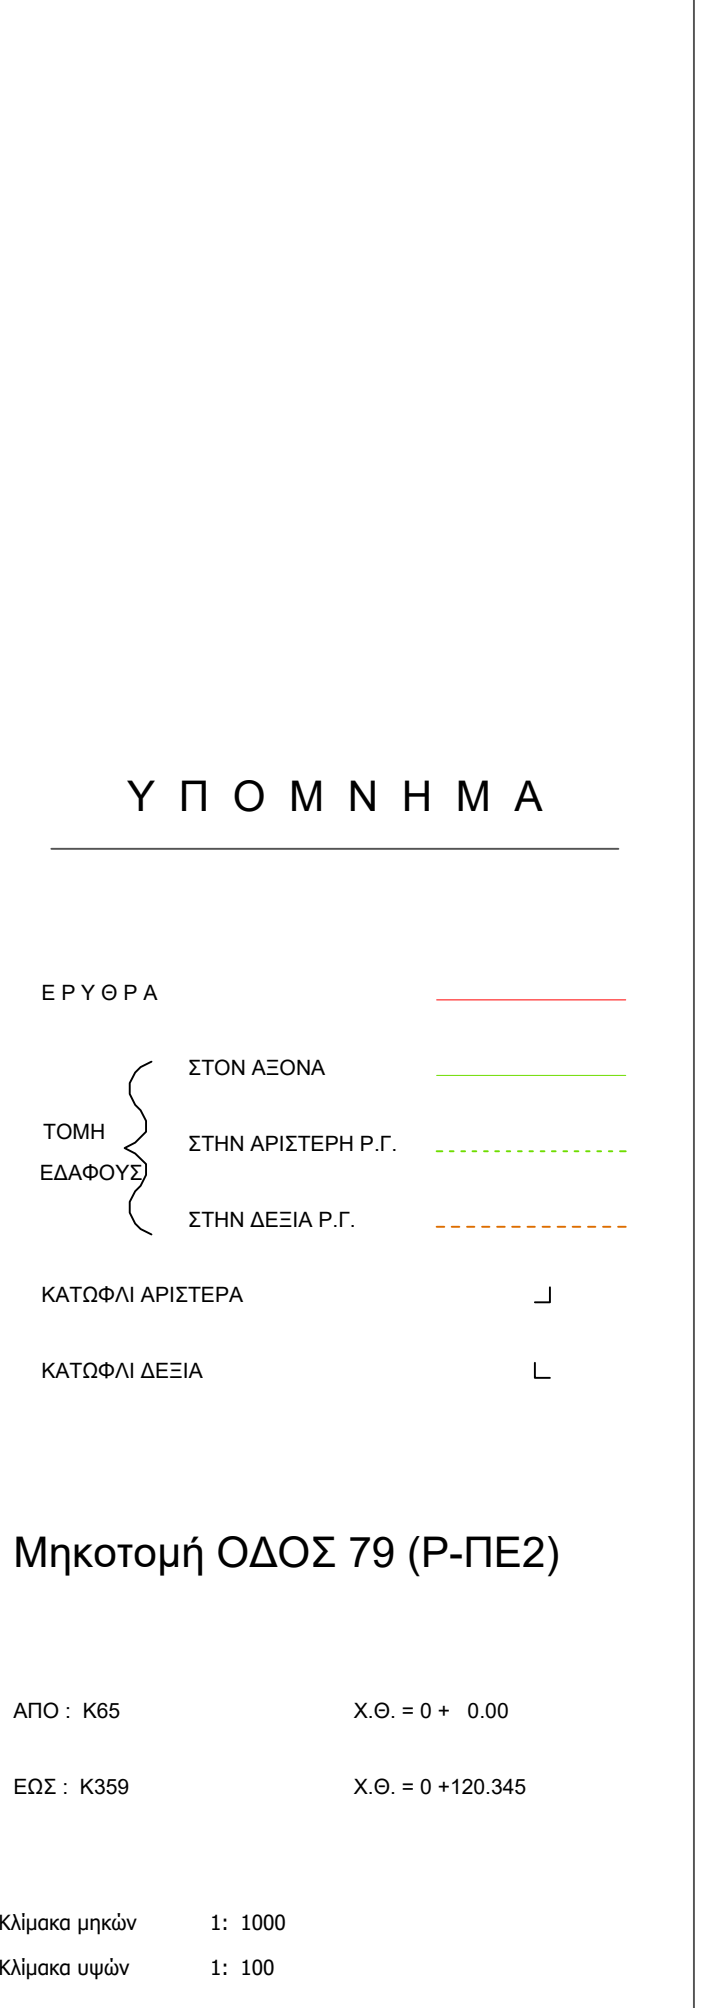 Υ Π Ο Μ Ν Η Μ Α
Ε Ρ Υ Θ Ρ Α
ΣΤΟΝ ΑΞΟΝΑ
ΤΟΜΗ
ΣΤΗΝ ΑΡΙΣΤΕΡΗ Ρ.Γ.
ΕΔΑΦΟΥΣ
ΣΤΗΝ ΔΕΞΙΑ Ρ.Γ.
ΚΑΤΩΦΛΙ ΑΡΙΣΤΕΡΑ
ΚΑΤΩΦΛΙ ΔΕΞΙΑ
Μηκοτομή ΟΔΟΣ 79 (Ρ-ΠΕ2)
ΑΠΟ : Κ65 Χ.Θ. = 0 + 0.00
ΕΩΣ : Κ359 Χ.Θ. = 0 +120.345
Κλίμακα μηκών 1: 1000
Κλίμακα υψών 1: 100